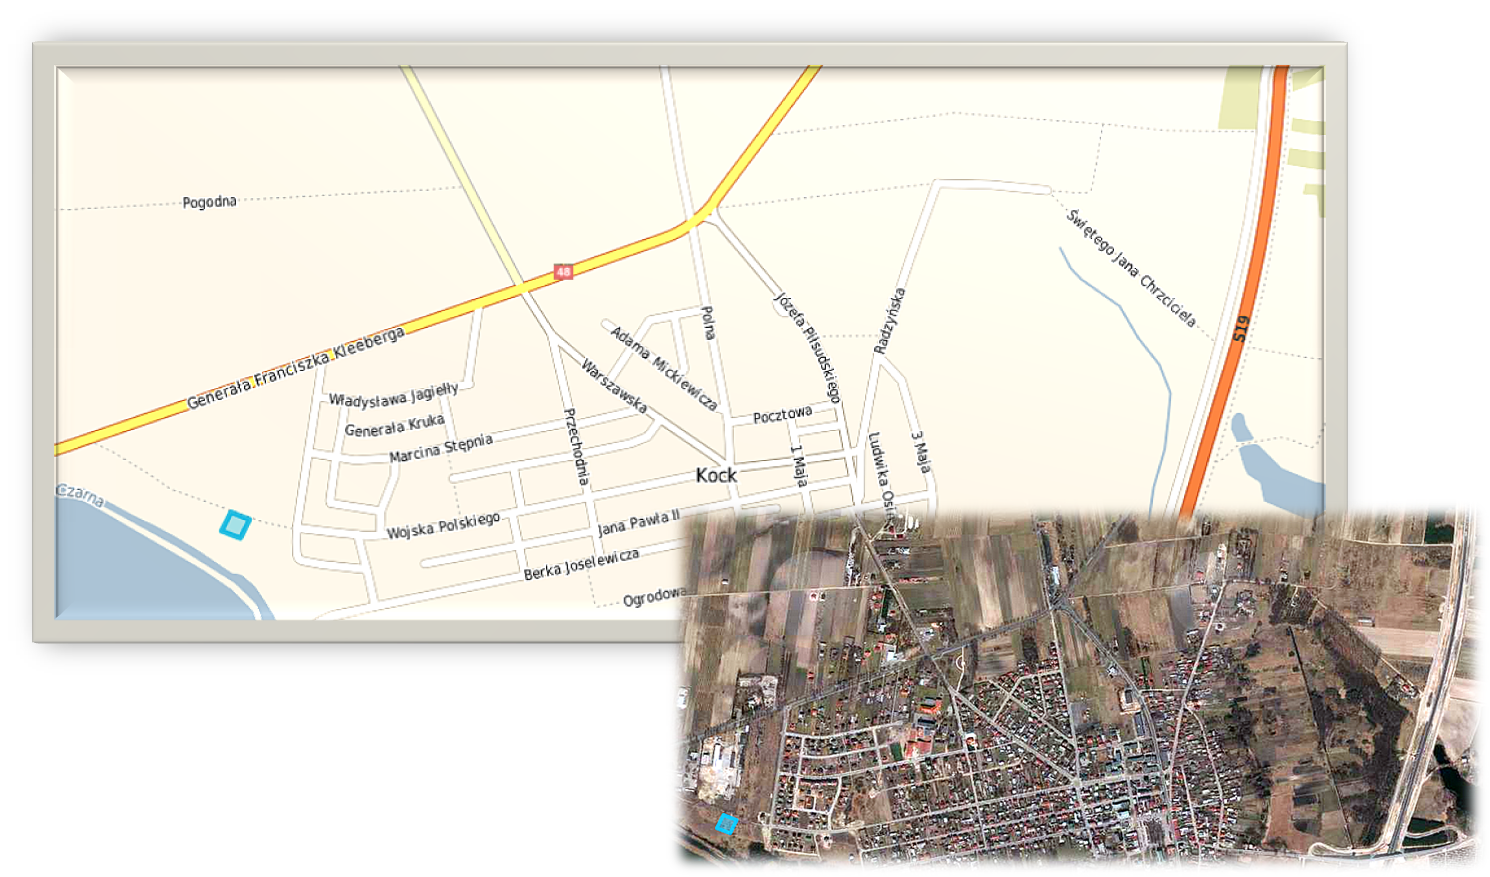 Pogodna
Świętego Jana Chrzciciela
48
Generała Franciszka Kleeberga
Józefa Piłsudskiego
Radzyńska
Polna
S19
Adama Mickiewicza
Warszawska
Władysława Jagiełły
Generała Kruka
Pocztowa
Marcina Stępnia
Przechodnia
1 Maja
Ludwika Osiń
3 Maja
Kock
Czarna
Wojska Polskiego
Jana Pawła II
Berka Joselewicza
Ogrodowa